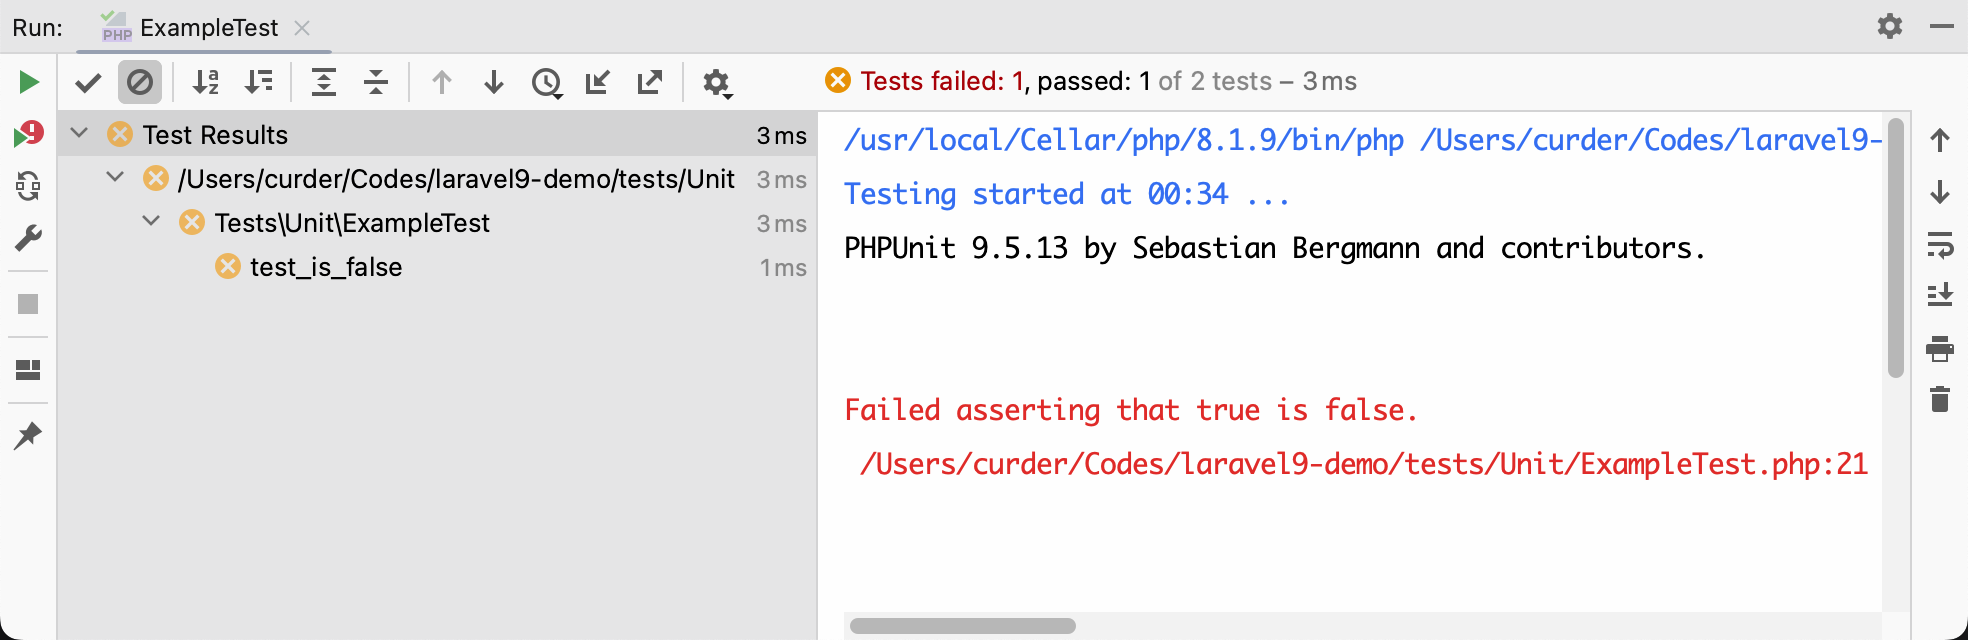 Run: PHP ExampleTest
Tests failed: 1, passed: 1 of 2 tests – 3 ms
Test Results 3 ms
/Users/curder/Codes/laravel9-demo/tests/Unit 3 ms
Tests\Unit\ExampleTest 3 ms
test_is_false 1 ms
/usr/local/Cellar/php/8.1.9/bin/php /Users/curder/Codes/laravel9-
Testing started at 00:34 ...
PHPUnit 9.5.13 by Sebastian Bergmann and contributors.
Failed asserting that true is false.
/Users/curder/Codes/laravel9-demo/tests/Unit/ExampleTest.php:21